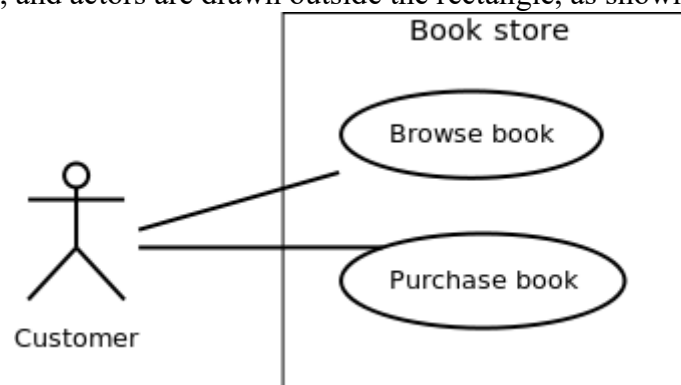 , and actors are drawn outside the rectangle, as shown
Book store
Browse book
Purchase book
Customer